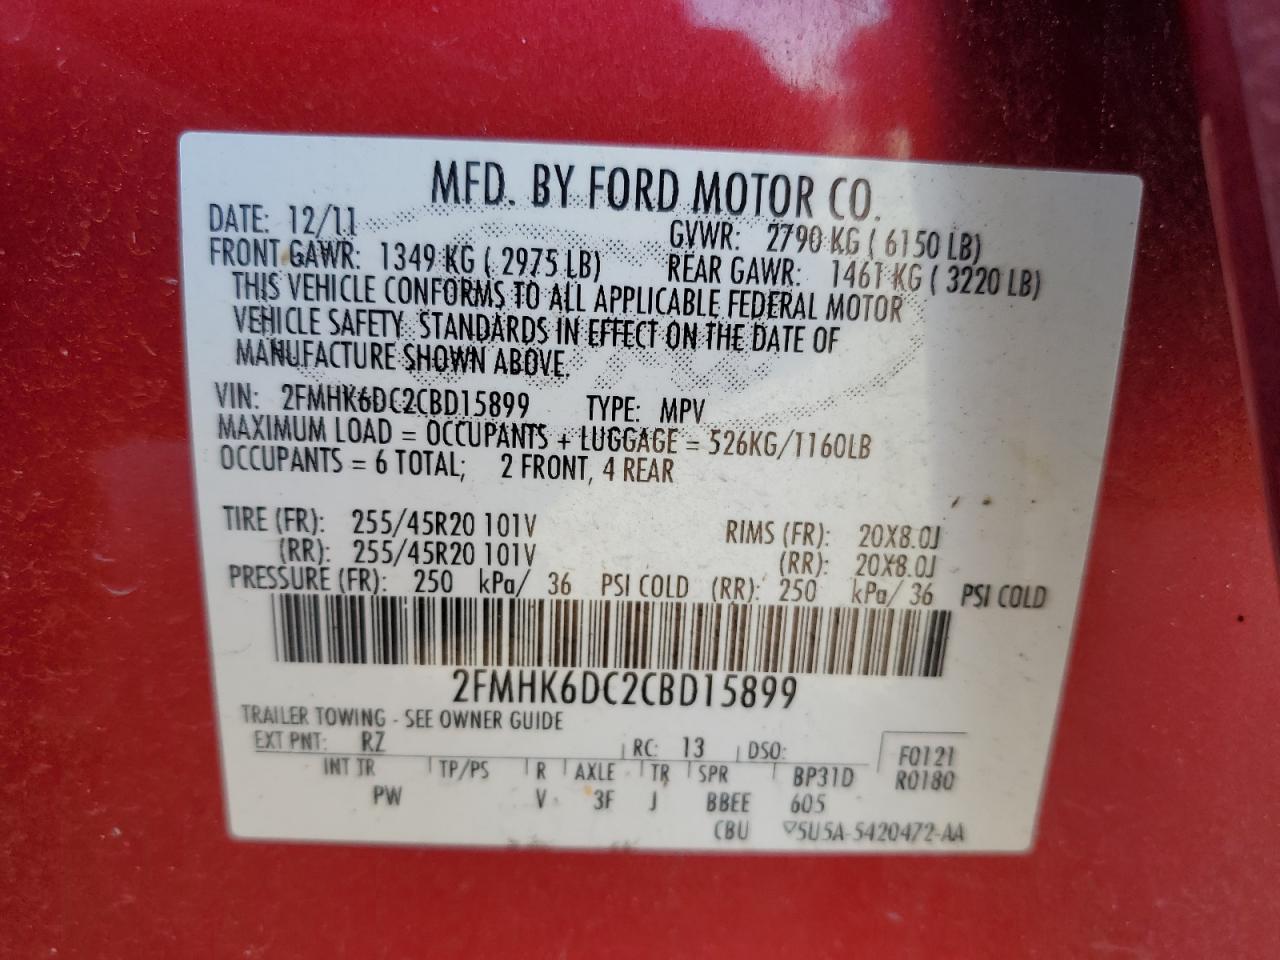 MFD. BY FORD MOTOR CO.
DATE: 12/11 GVWR: 2790 KG ( 6150 LB)
FRONT GAWR: 1349 KG ( 2975 LB) REAR GAWR: 1461 KG ( 3220 LB)
THIS VEHICLE CONFORMS TO ALL APPLICABLE FEDERAL MOTOR
VEHICLE SAFETY STANDARDS IN EFFECT ON THE DATE OF
MANUFACTURE SHOWN ABOVE.
VIN: 2FMHK6DC2CBD15899 TYPE: MPV
MAXIMUM LOAD = OCCUPANTS + LUGGAGE = 526KG/1160LB
OCCUPANTS = 6 TOTAL; 2 FRONT, 4 REAR
TIRE (FR): 255/45R20 101V RIMS (FR): 20X8.0J
(RR): 255/45R20 101V (RR): 20X8.0J
PRESSURE (FR): 250 kPa/ 36 PSI COLD (RR): 250 kPa/ 36 PSI COLD
2FMHK6DC2CBD15899
TRAILER TOWING - SEE OWNER GUIDE
EXT PNT: RZ RC: 13 DSO: F0121
INT TR TP/PS R AXLE TR SPR BP31D R0180
PW V 3F J BBEE 605
CBU ▽5U5A-5420472-AA